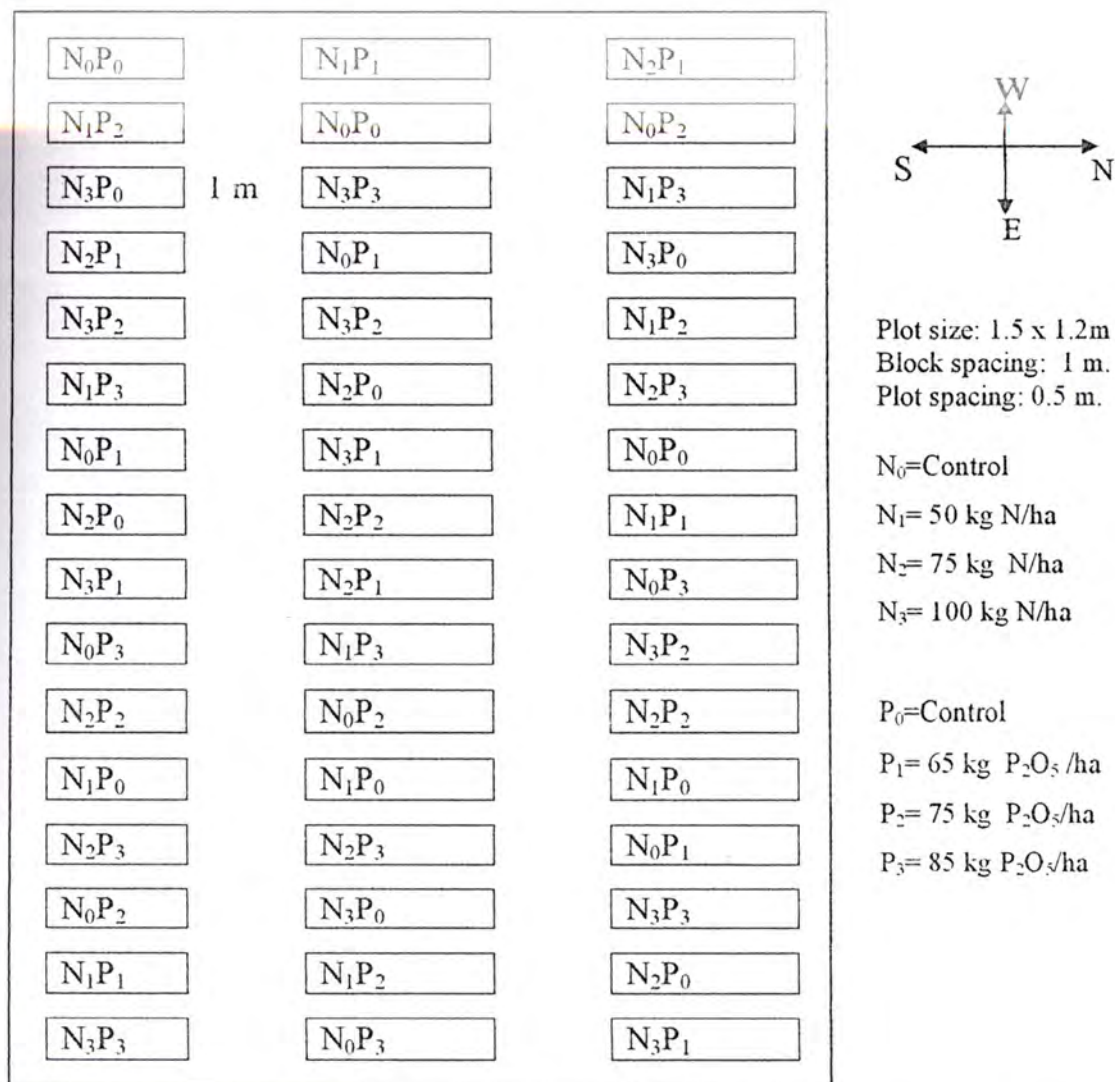 N₀P₀ N₁P₁ N₂P₁
N₁P₂ N₀P₀ N₀P₂
N₃P₀ 1 m N₃P₃ N₁P₃
N₂P₁ N₀P₁ N₃P₀
N₃P₂ N₃P₂ N₁P₂
N₁P₃ N₂P₀ N₂P₃
N₀P₁ N₃P₁ N₀P₀
N₂P₀ N₂P₂ N₁P₁
N₃P₁ N₂P₁ N₀P₃
N₀P₃ N₁P₃ N₃P₂
N₂P₂ N₀P₂ N₂P₂
N₁P₀ N₁P₀ N₁P₀
N₂P₃ N₂P₃ N₀P₁
N₀P₂ N₃P₀ N₃P₃
N₁P₁ N₁P₂ N₂P₀
N₃P₃ N₀P₃ N₃P₁
W
S N
E
Plot size: 1.5 x 1.2m
Block spacing: 1 m.
Plot spacing: 0.5 m.
N₀=Control
N₁= 50 kg N/ha
N₂= 75 kg N/ha
N₃= 100 kg N/ha
P₀=Control
P₁= 65 kg P₂O₅ /ha
P₂= 75 kg P₂O₅/ha
P₃= 85 kg P₂O₅/ha